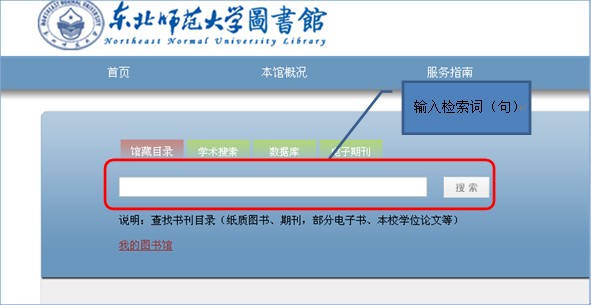 东北师范大学圖書館
Northeast Normal University Library
首页 本馆概况 服务指南
输入检索词（句）
馆藏目录 学术搜索 数据库 电子期刊
搜 索
说明：查找书刊目录（纸质图书、期刊，部分电子书、本校学位论文等）
我的图书馆